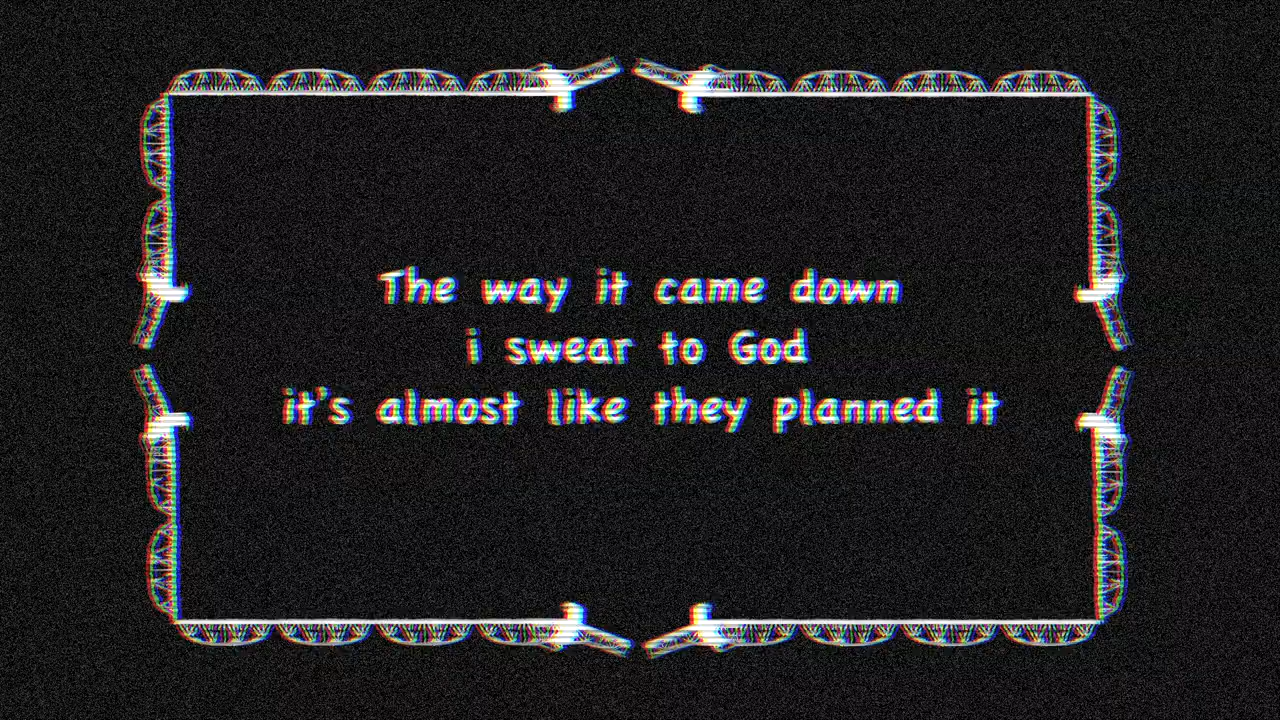 The way it came down
i swear to God
it's almost like they planned it